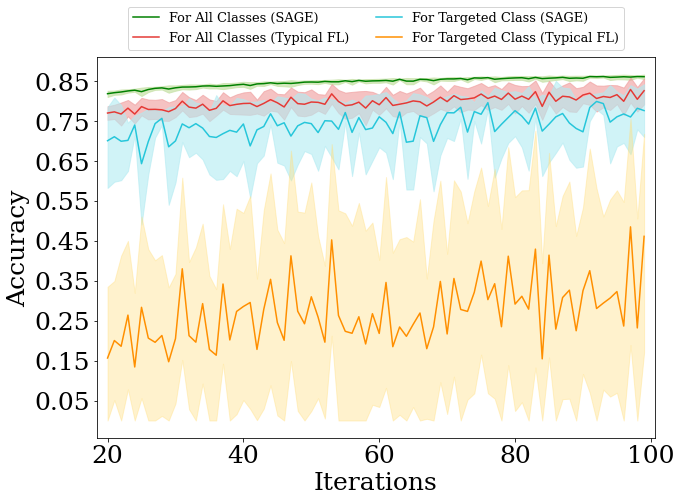 For All Classes (SAGE)
For All Classes (Typical FL)
For Targeted Class (SAGE)
For Targeted Class (Typical FL)
0.85
0.75
0.65
0.55
0.45
0.35
0.25
0.15
0.05
Accuracy
20 40 60 80 100
Iterations